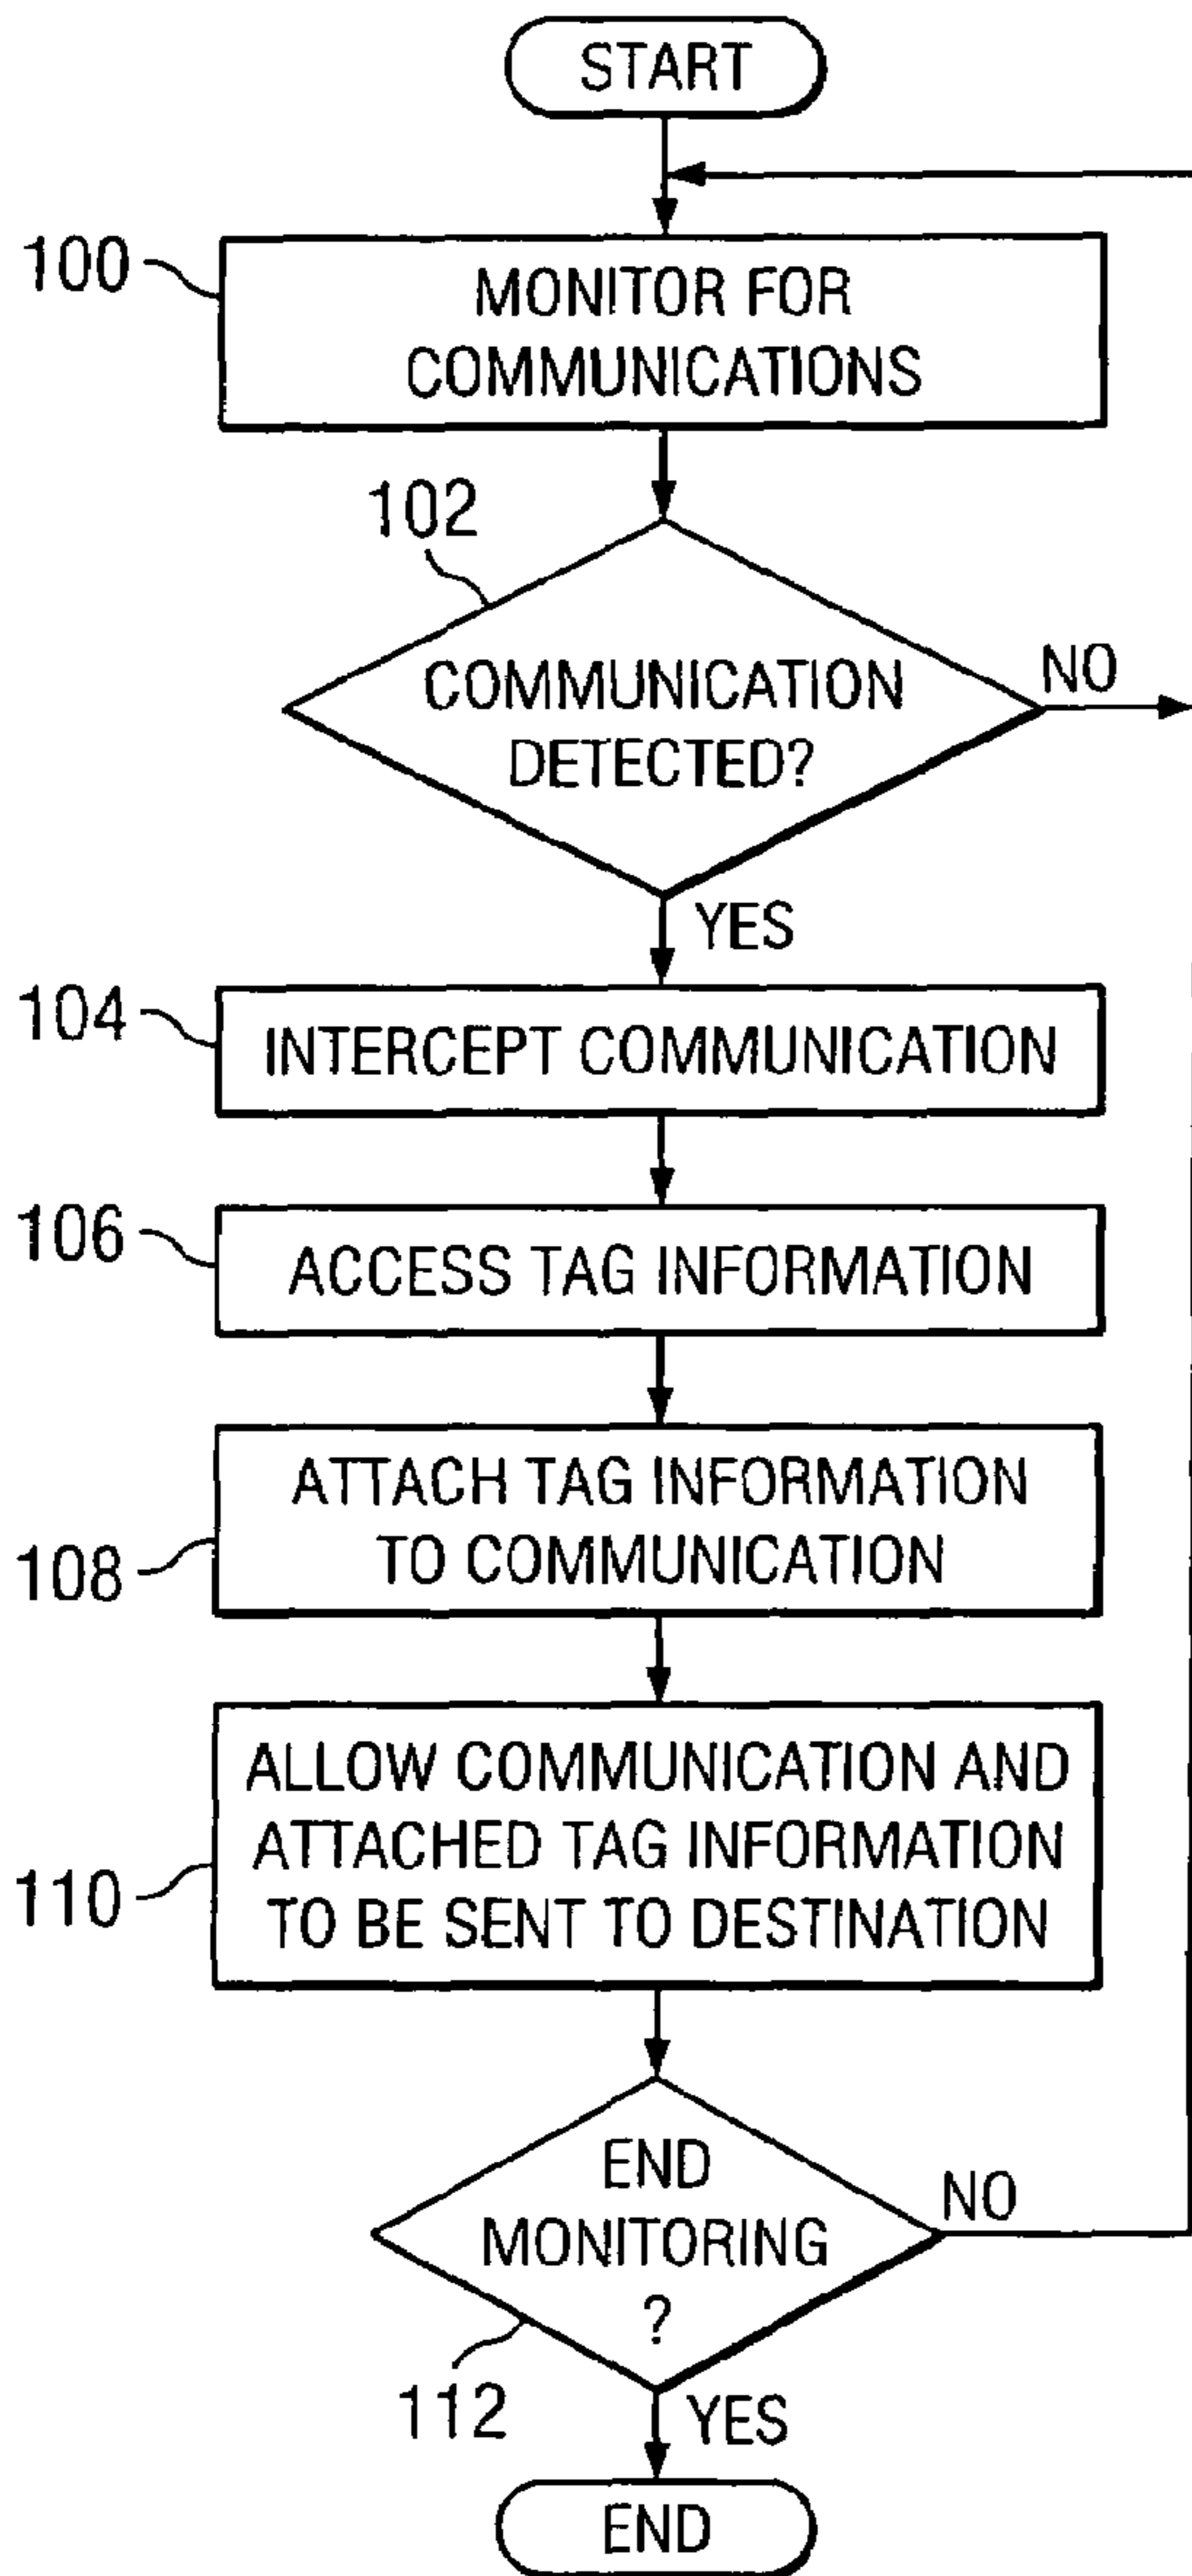 START
100
MONITOR FOR
COMMUNICATIONS
102
COMMUNICATION
DETECTED?
NO
YES
104
INTERCEPT COMMUNICATION
106
ACCESS TAG INFORMATION
ATTACH TAG INFORMATION
TO COMMUNICATION
108
ALLOW COMMUNICATION AND
ATTACHED TAG INFORMATION
TO BE SENT TO DESTINATION
110
END
MONITORING
?
NO
112
YES
END